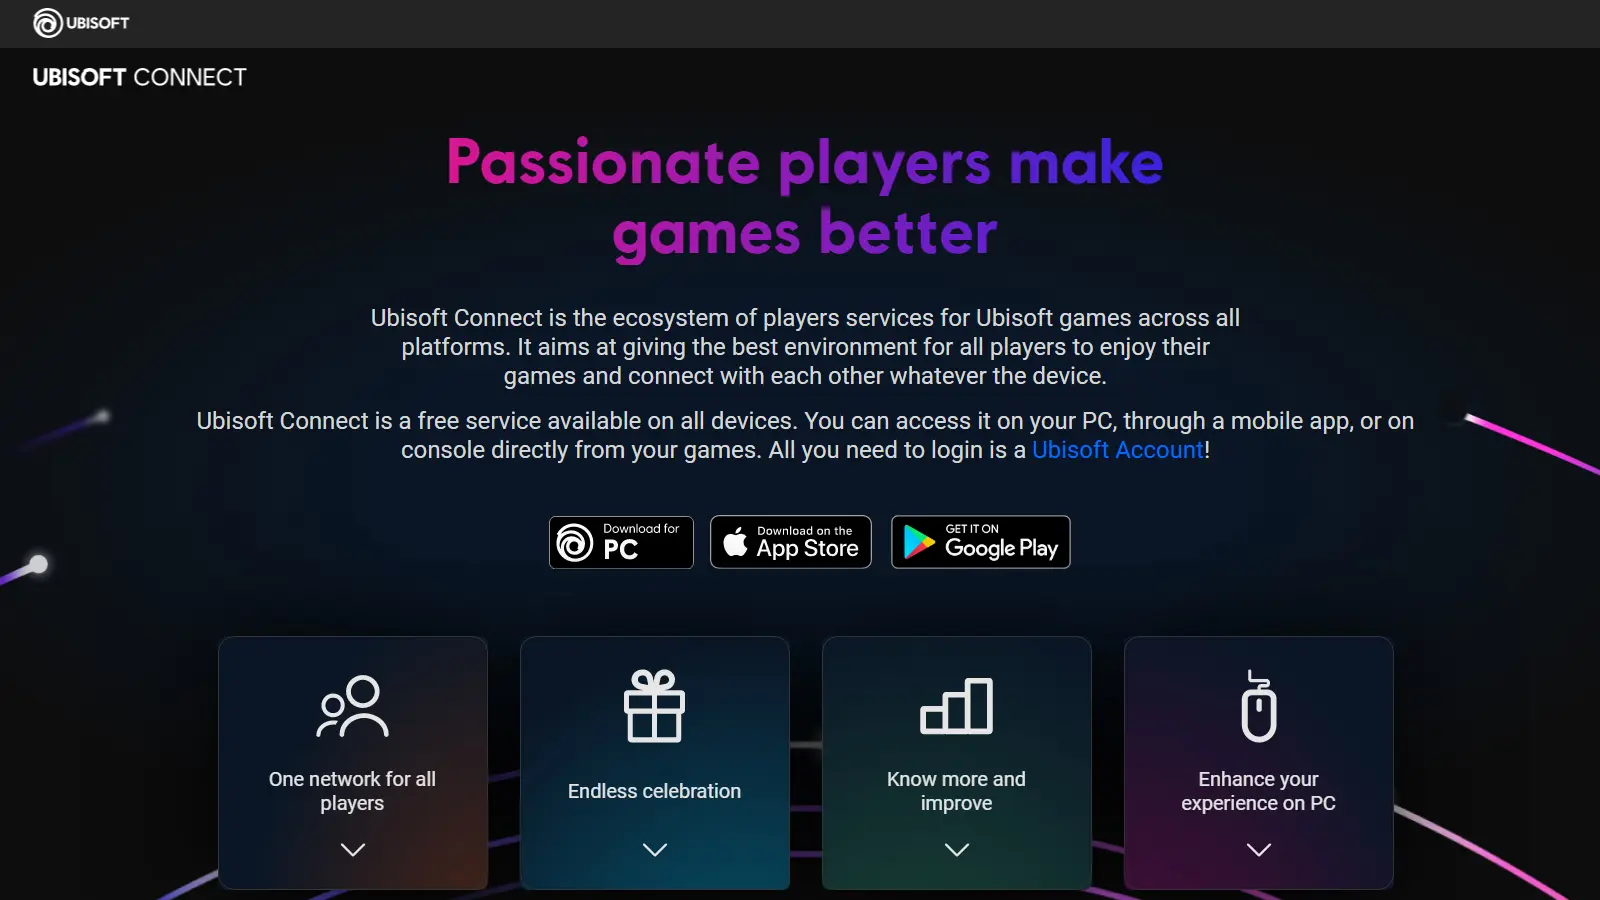 UBISOFT
UBISOFT CONNECT
Passionate players make
games better
Ubisoft Connect is the ecosystem of players services for Ubisoft games across all
platforms. It aims at giving the best environment for all players to enjoy their
games and connect with each other whatever the device.
Ubisoft Connect is a free service available on all devices. You can access it on your PC, through a mobile app, or on
console directly from your games. All you need to login is a Ubisoft Account!
Download for
PC
Download on the
App Store
GET IT ON
Google Play
One network for all
players
Endless celebration
Know more and
improve
Enhance your
experience on PC